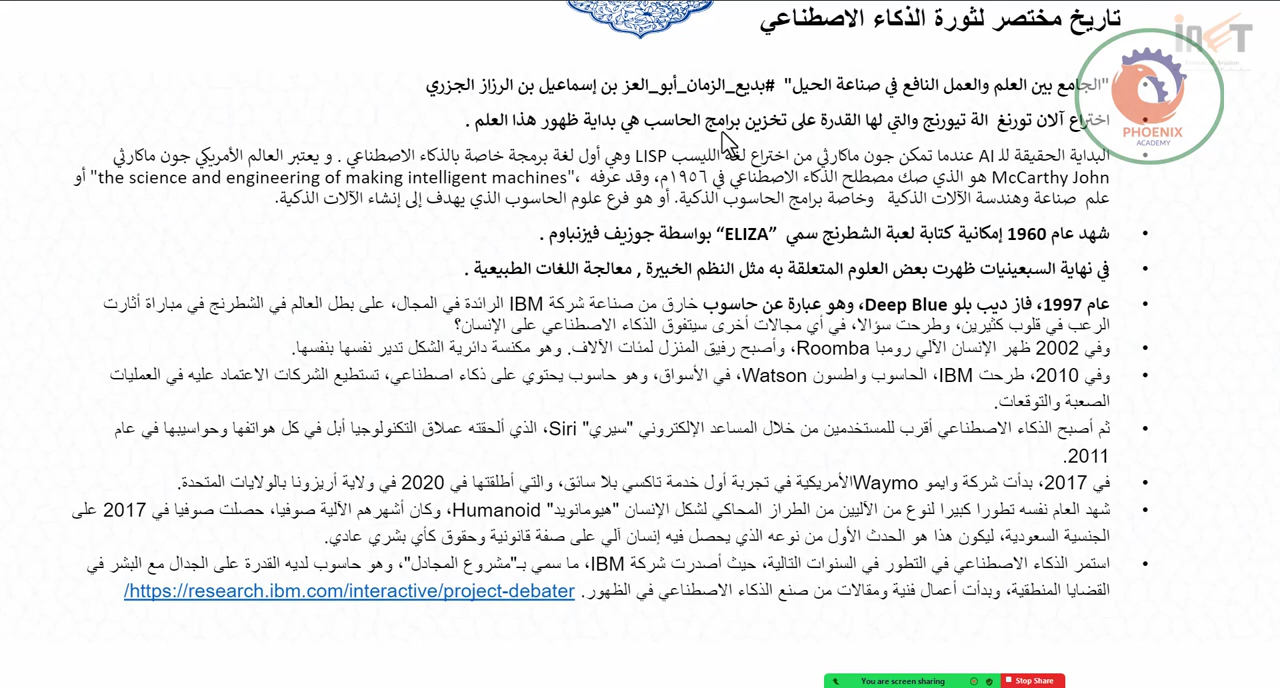 تاريخ مختصر لثورة الذكاء الاصطناعي
iNET
PHOENIX
ACADEMY
"الجامع بين العلم والعمل النافع في صناعة الحيل" #بديع_الزمان_أبو_العز بن إسماعيل بن الرزاز الجزري
اختراع آلان تورنغ الة تيورنج والتي لها القدرة على تخزين برامج الحاسب هي بداية ظهور هذا العلم .
البداية الحقيقة للـ AI عندما تمكن جون ماكارثي من اختراع لغة الليسب LISP وهي أول لغة برمجة خاصة بالذكاء الاصطناعي . و يعتبر العالم الأمريكي جون ماكارثي
McCarthy John هو الذي صك مصطلح الذكاء الاصطناعي في ١٩٥٦م، وقد عرفه "the science and engineering of making intelligent machines"، أو
علم صناعة وهندسة الآلات الذكية وخاصة برامج الحاسوب الذكية. أو هو فرع علوم الحاسوب الذي يهدف إلى إنشاء الآلات الذكية.
شهد عام 1960 إمكانية كتابة لعبة الشطرنج سمي “ELIZA” بواسطة جوزيف فيزنباوم .
في نهاية السبعينيات ظهرت بعض العلوم المتعلقة به مثل النظم الخبيرة , معالجة اللغات الطبيعية .
عام 1997، فاز ديب بلو Deep Blue، وهو عبارة عن حاسوب خارق من صناعة شركة IBM الرائدة في المجال، على بطل العالم في الشطرنج في مباراة أثارت
الرعب في قلوب كثيرين، وطرحت سؤالا، في أي مجالات أخرى سيتفوق الذكاء الاصطناعي على الإنسان؟
وفي 2002 ظهر الإنسان الآلي رومبا Roomba، وأصبح رفيق المنزل لمئات الآلاف. وهو مكنسة دائرية الشكل تدير نفسها بنفسها.
وفي 2010، طرحت IBM، الحاسوب واطسون Watson، في الأسواق، وهو حاسوب يحتوي على ذكاء اصطناعي، تستطيع الشركات الاعتماد عليه في العمليات
الصعبة والتوقعات.
ثم أصبح الذكاء الاصطناعي أقرب للمستخدمين من خلال المساعد الإلكتروني "سيري" Siri، الذي ألحقته عملاق التكنولوجيا أبل في كل هواتفها وحواسيبها في عام
2011.
في 2017، بدأت شركة وايمو Waymoالأمريكية في تجربة أول خدمة تاكسي بلا سائق، والتي أطلقتها في 2020 في ولاية أريزونا بالولايات المتحدة.
شهد العام نفسه تطورا كبيرا لنوع من الآليين من الطراز المحاكي لشكل الإنسان "هيومانويد" Humanoid، وكان أشهرهم الآلية صوفيا، حصلت صوفيا في 2017 على
الجنسية السعودية، ليكون هذا هو الحدث الأول من نوعه الذي يحصل فيه إنسان آلي على صفة قانونية وحقوق كأي بشري عادي.
استمر الذكاء الاصطناعي في التطور في السنوات التالية، حيث أصدرت شركة IBM، ما سمي بـ"مشروع المجادل"، وهو حاسوب لديه القدرة على الجدال مع البشر في
القضايا المنطقية، وبدأت أعمال فنية ومقالات من صنع الذكاء الاصطناعي في الظهور. https://research.ibm.com/interactive/project-debater/
You are screen sharing
Stop Share